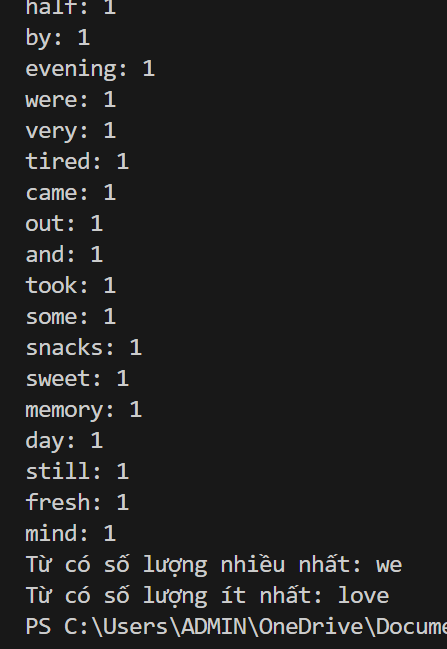 half: 1
by: 1
evening: 1
were: 1
very: 1
tired: 1
came: 1
out: 1
and: 1
took: 1
some: 1
snacks: 1
sweet: 1
memory: 1
day: 1
still: 1
fresh: 1
mind: 1
Từ có số lượng nhiều nhất: we
Từ có số lượng ít nhất: love
PS C:\Users\ADMIN\OneDrive\Docume